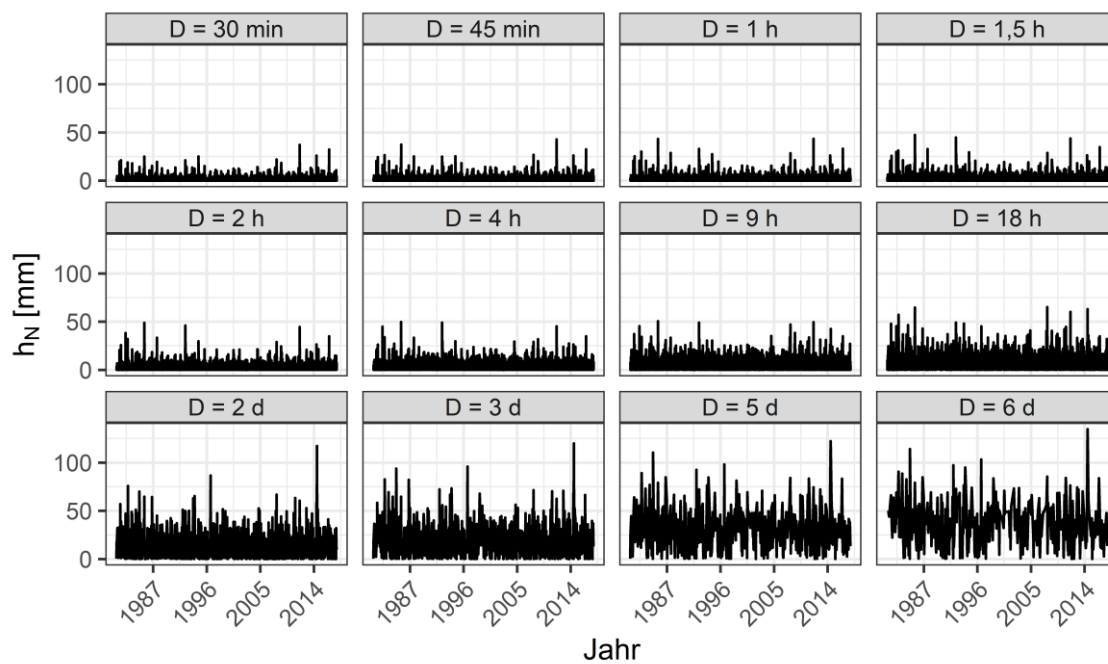 D = 30 min D = 45 min D = 1 h D = 1,5 h
100
50
0
D = 2 h D = 4 h D = 9 h D = 18 h
100
50
0
D = 2 d D = 3 d D = 5 d D = 6 d
100
50
0
hN [mm]
1987 1996 2005 2014 1987 1996 2005 2014 1987 1996 2005 2014 1987 1996 2005 2014
Jahr